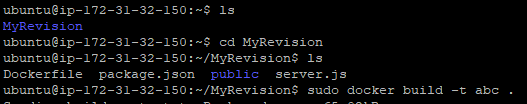 ubuntu@ip-172-31-32-150:~$ ls
MyRevision
ubuntu@ip-172-31-32-150:~$ cd MyRevision
ubuntu@ip-172-31-32-150:~/MyRevision$ ls
Dockerfile  package.json  public  server.js
ubuntu@ip-172-31-32-150:~/MyRevision$ sudo docker build -t abc .